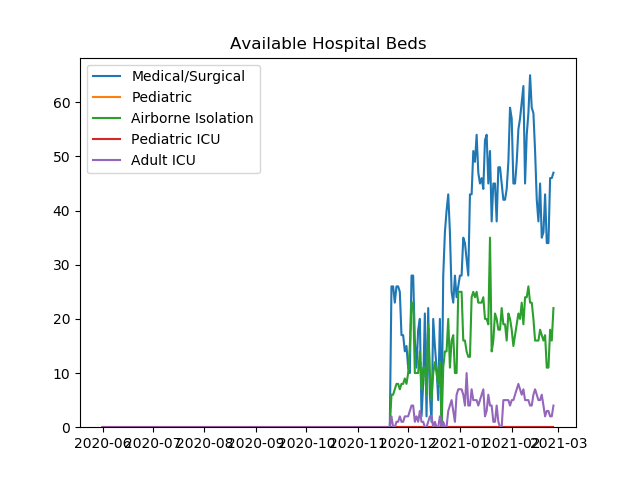 Available Hospital Beds
Medical/Surgical
Pediatric
Airborne Isolation
Pediatric ICU
Adult ICU
60
50
40
30
20
10
0
2020-06 2020-07 2020-08 2020-09 2020-10 2020-11 2020-12 2021-01 2021-02 2021-03